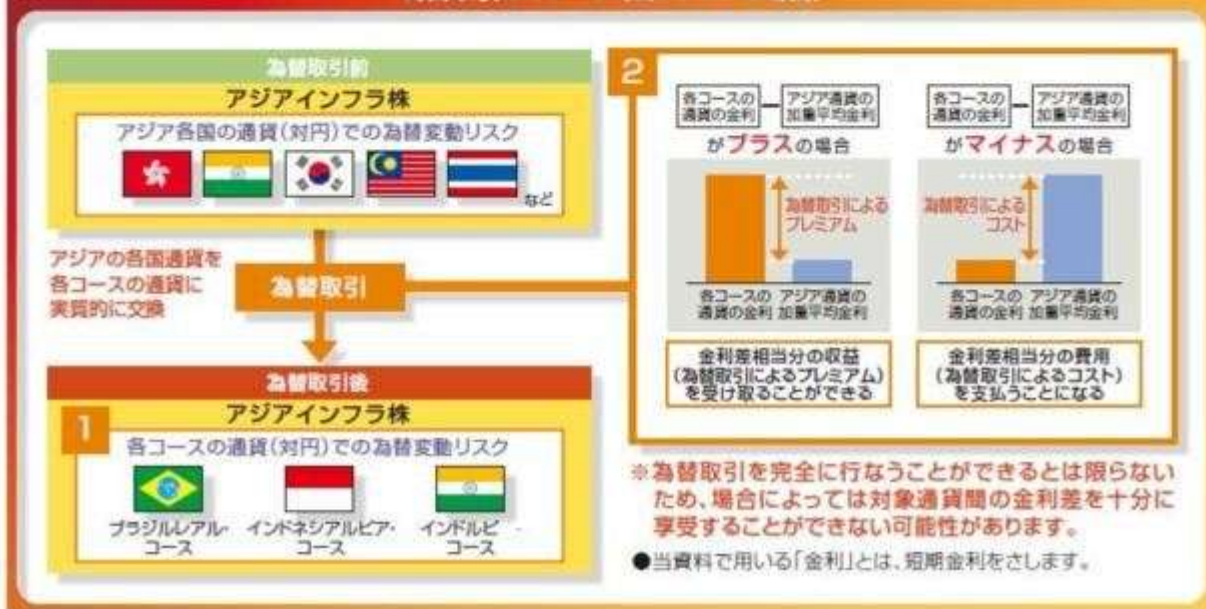 為替取引前
アジアインフラ株
アジア各国の通貨(対円)での為替変動リスク
など
アジアの各国通貨を
各コースの通貨に
実質的に交換
為替取引
為替取引後
1
アジアインフラ株
各コースの通貨(対円)での為替変動リスク
ブラジルレアル・
コース
インドネシアルピア・
コース
インドルピ
コース
2
各コースの
通貨の金利
ー
アジア通貨の
加重平均金利
がプラスの場合
為替取引による
プレミアム
各コースの
通貨の金利
アジア通貨の
加重平均金利
金利差相当分の収益
(為替取引によるプレミアム)
を受け取ることができる
各コースの
通貨の金利
ー
アジア通貨の
加重平均金利
がマイナスの場合
為替取引による
コスト
各コースの
通貨の金利
アジア通貨の
加重平均金利
金利差相当分の費用
(為替取引によるコスト)
を支払うことになる
※為替取引を完全に行なうことができるとは限らない
ため、場合によっては対象通貨間の金利差を十分に
享受することができない可能性があります。
●当資料で用いる「金利」とは、短期金利をさします。